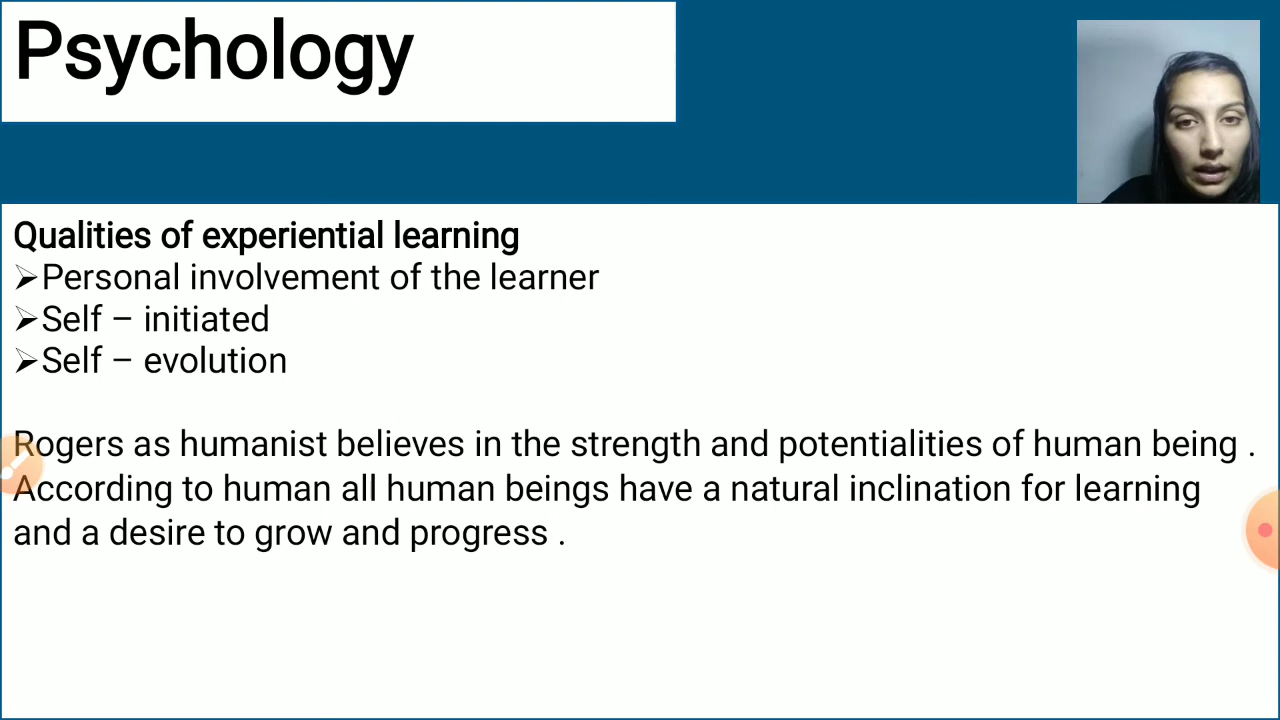 Psychology
Qualities of experiential learning
➢Personal involvement of the learner
➢Self – initiated
➢Self – evolution
Rogers as humanist believes in the strength and potentialities of human being .
According to human all human beings have a natural inclination for learning
and a desire to grow and progress .